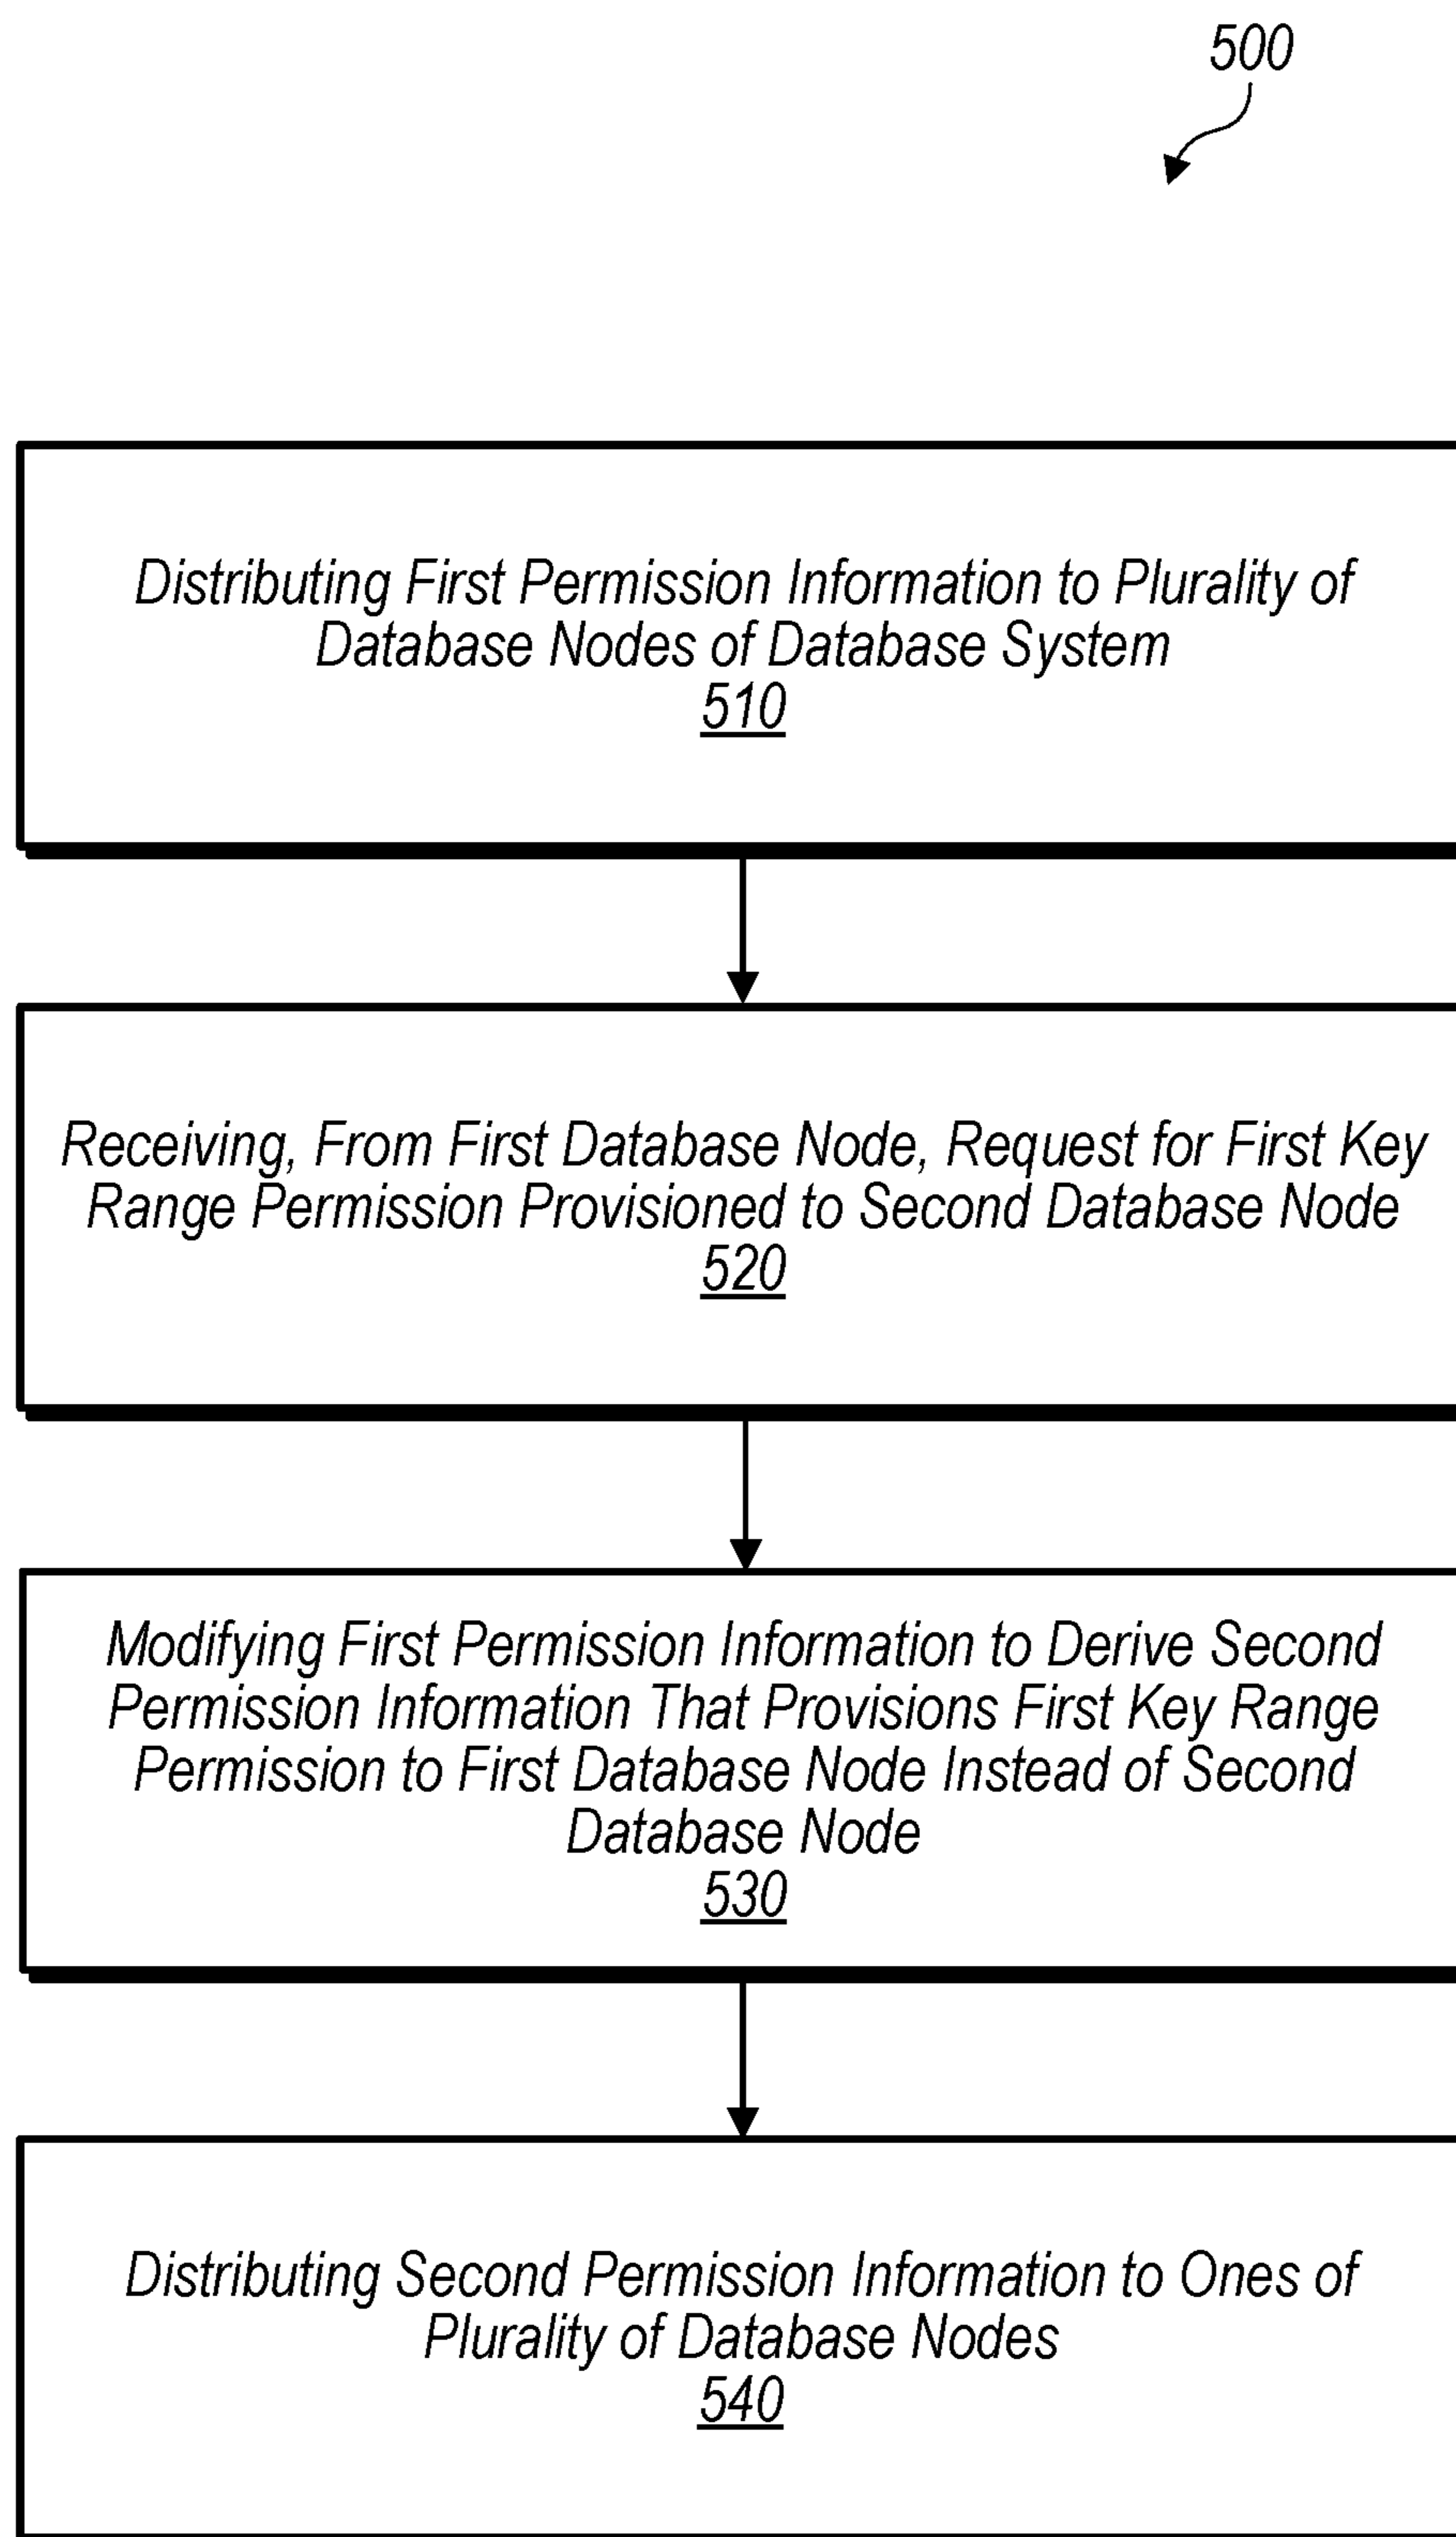 500
Distributing First Permission Information to Plurality of
Database Nodes of Database System
510
Receiving, From First Database Node, Request for First Key
Range Permission Provisioned to Second Database Node
520
Modifying First Permission Information to Derive Second
Permission Information That Provisions First Key Range
Permission to First Database Node Instead of Second
Database Node
530
Distributing Second Permission Information to Ones of
Plurality of Database Nodes
540